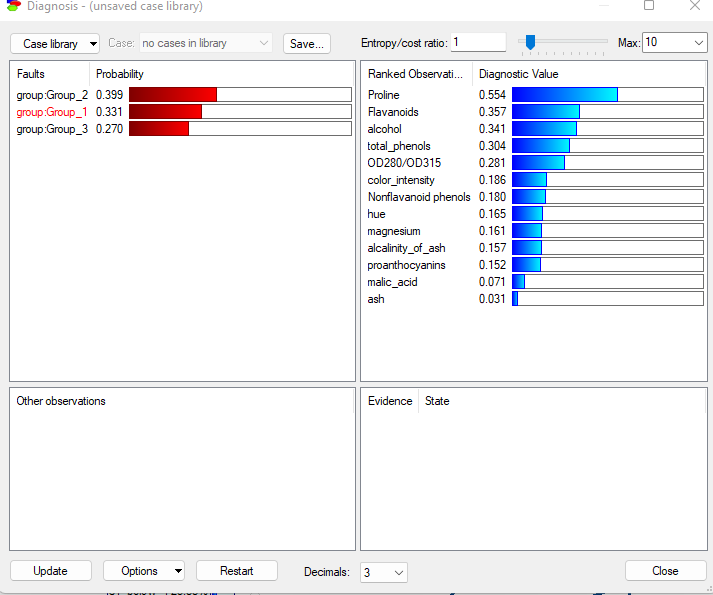 Diagnosis - (unsaved case library)
Case library Case: no cases in library Save... Entropy/cost ratio: 1 Max: 10
Faults Probability
group:Group_2 0.399
group:Group_1 0.331
group:Group_3 0.270
Ranked Observati... Diagnostic Value
Proline 0.554
Flavanoids 0.357
alcohol 0.341
total_phenols 0.304
OD280/OD315 0.281
color_intensity 0.186
Nonflavanoid phenols 0.180
hue 0.165
magnesium 0.161
alcalinity_of_ash 0.157
proanthocyanins 0.152
malic_acid 0.071
ash 0.031
Other observations
Evidence State
Update Options Restart Decimals: 3 Close